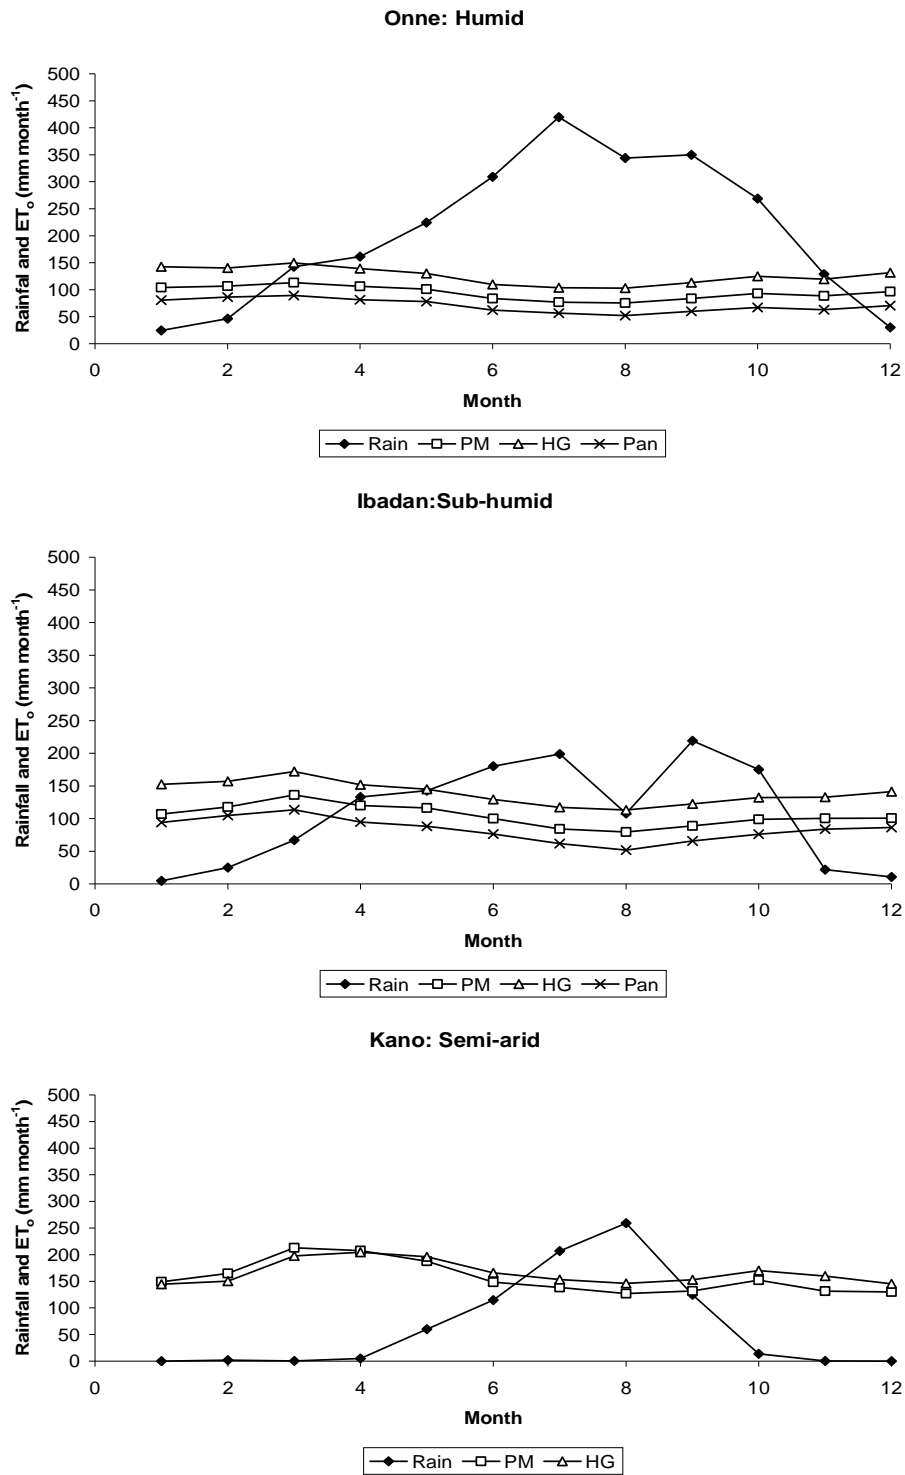 Onne: Humid
Rainfal and ETo (mm month-1)
500
450
400
350
300
250
200
150
100
50
0
0 2 4 6 8 10 12
Month
Rain PM HG Pan
Ibadan:Sub-humid
Rainfall and ETo (mm month-1)
500
450
400
350
300
250
200
150
100
50
0
0 2 4 6 8 10 12
Month
Rain PM HG Pan
Kano: Semi-arid
Rainfall and ETo (mm month-1)
500
450
400
350
300
250
200
150
100
50
0
0 2 4 6 8 10 12
Month
Rain PM HG